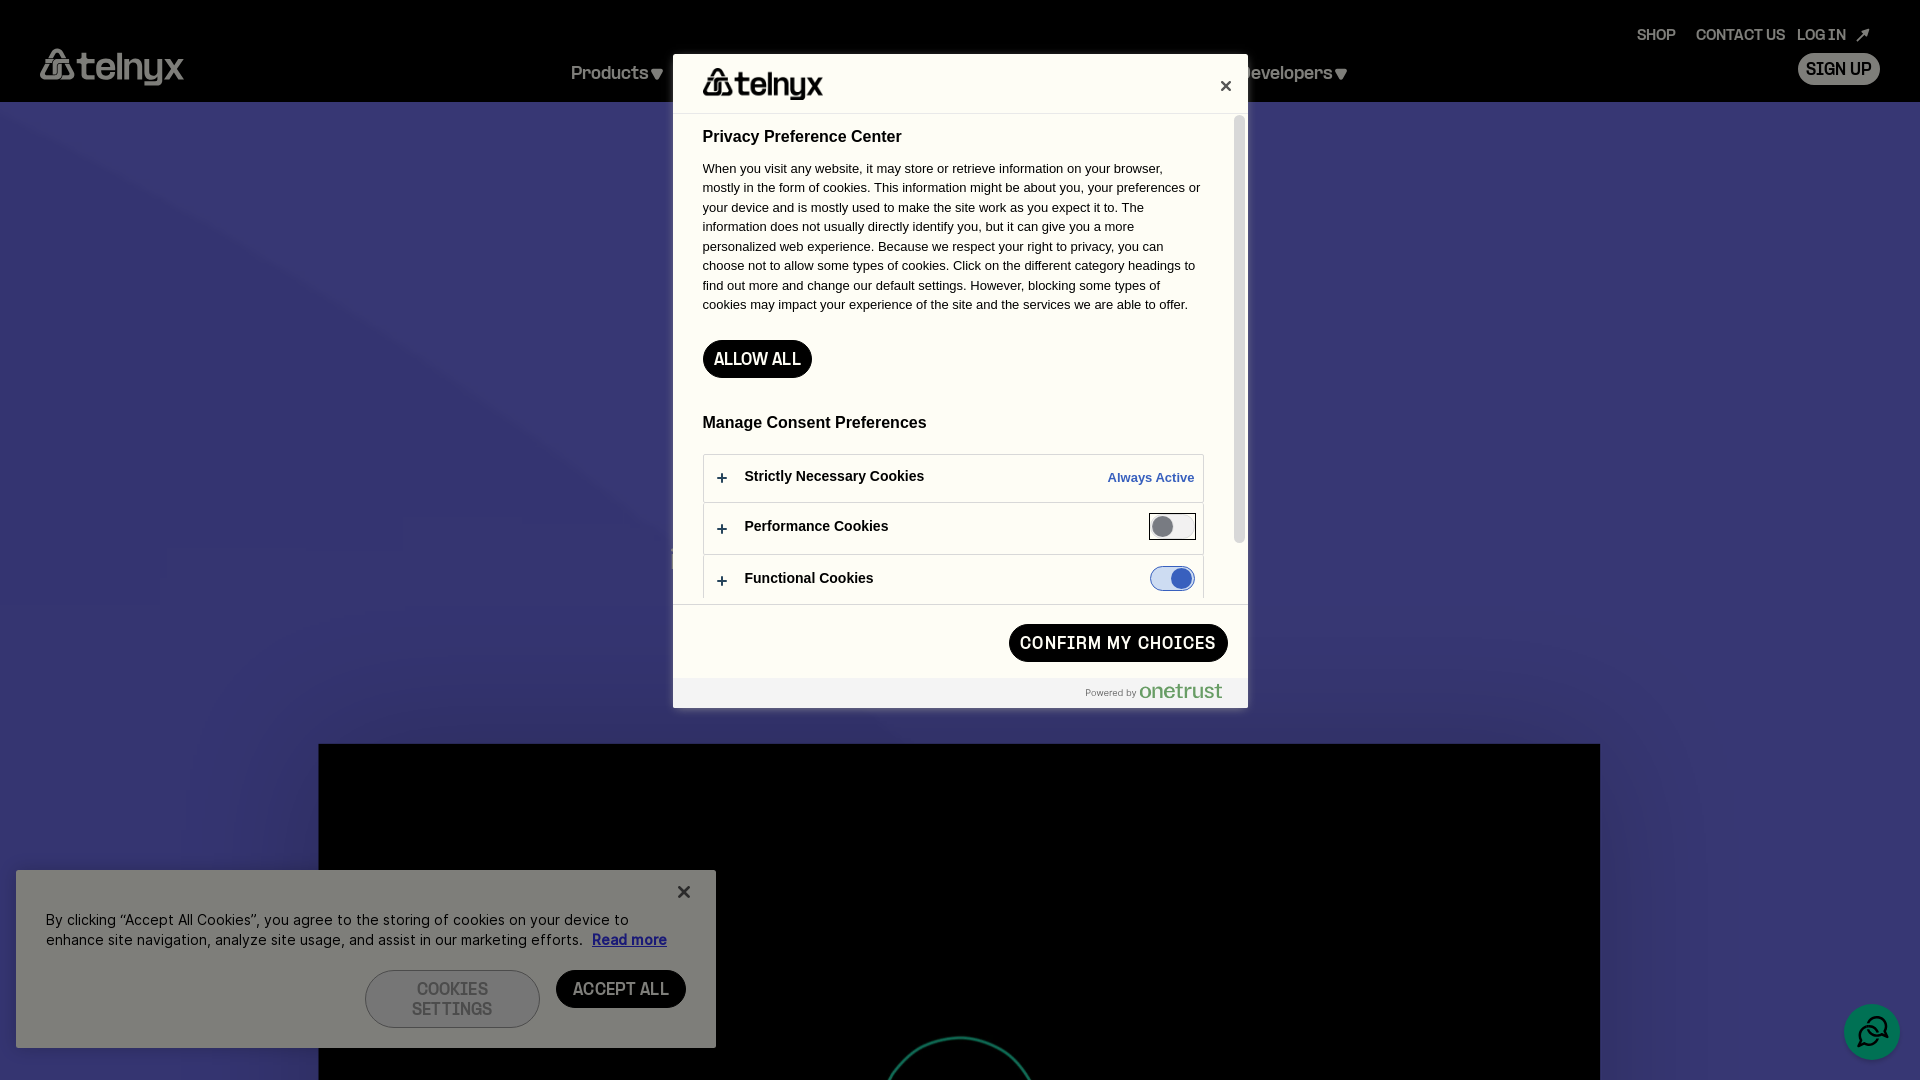 SHOP CONTACT US LOG IN
telnyx Products Developers SIGN UP
telnyx
Privacy Preference Center
When you visit any website, it may store or retrieve information on your browser,
mostly in the form of cookies. This information might be about you, your preferences or
your device and is mostly used to make the site work as you expect it to. The
information does not usually directly identify you, but it can give you a more
personalized web experience. Because we respect your right to privacy, you can
choose not to allow some types of cookies. Click on the different category headings to
find out more and change our default settings. However, blocking some types of
cookies may impact your experience of the site and the services we are able to offer.
ALLOW ALL
Manage Consent Preferences
Strictly Necessary Cookies Always Active
Performance Cookies
Functional Cookies
CONFIRM MY CHOICES
Powered by onetrust
By clicking “Accept All Cookies”, you agree to the storing of cookies on your device to
enhance site navigation, analyze site usage, and assist in our marketing efforts. Read more
COOKIES
SETTINGS
ACCEPT ALL